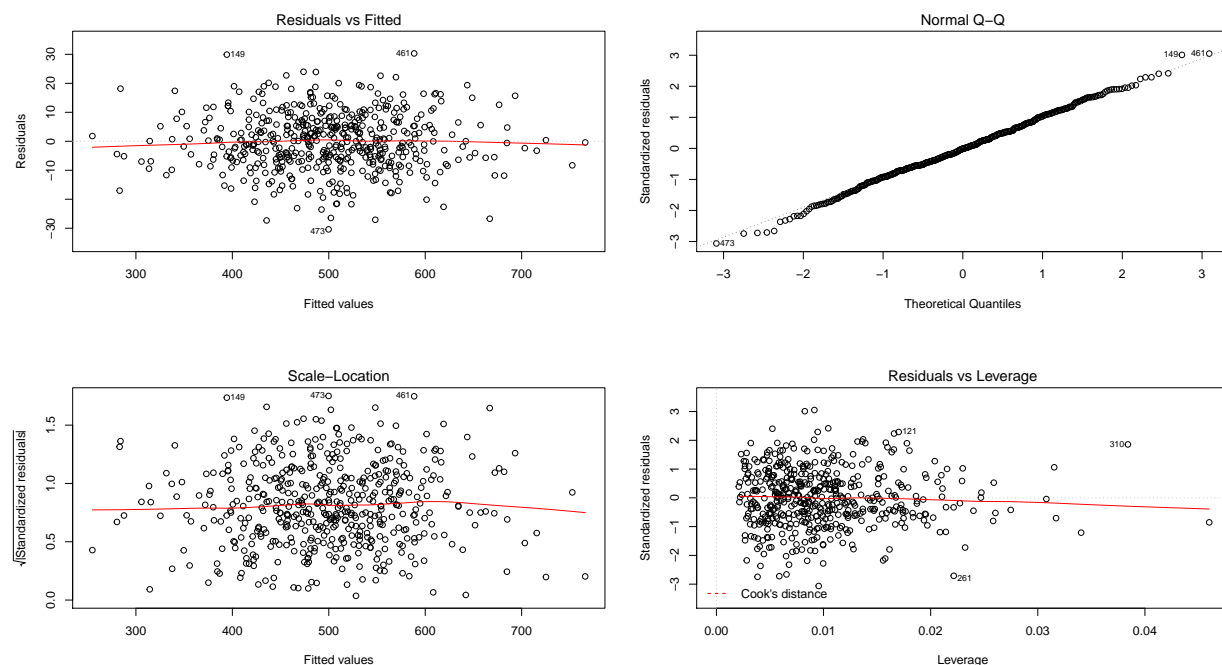 Residuals vs Fitted
Residuals
30
10
0
−10
−30
149
461
473
300 400 500 600 700
Fitted values
Normal Q−Q
Standardized residuals
3
2
1
0
−1
−2
−3
149
461
473
−3 −2 −1 0 1 2 3
Theoretical Quantiles
Scale−Location
√|Standardized residuals|
1.5
1.0
0.5
0.0
149
473
461
300 400 500 600 700
Fitted values
Residuals vs Leverage
Standardized residuals
3
2
1
0
−1
−2
−3
121
310
261
Cook's distance
0.00 0.01 0.02 0.03 0.04
Leverage